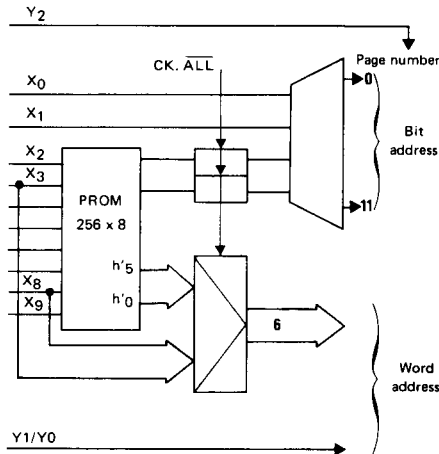 Y2
Page number
CK. ALL
0
X0
X1
Bit
address
X2
X3
PROM
256 x 8
11
h'5
X8
h'0
X9
6
Word
address
Y1/Y0